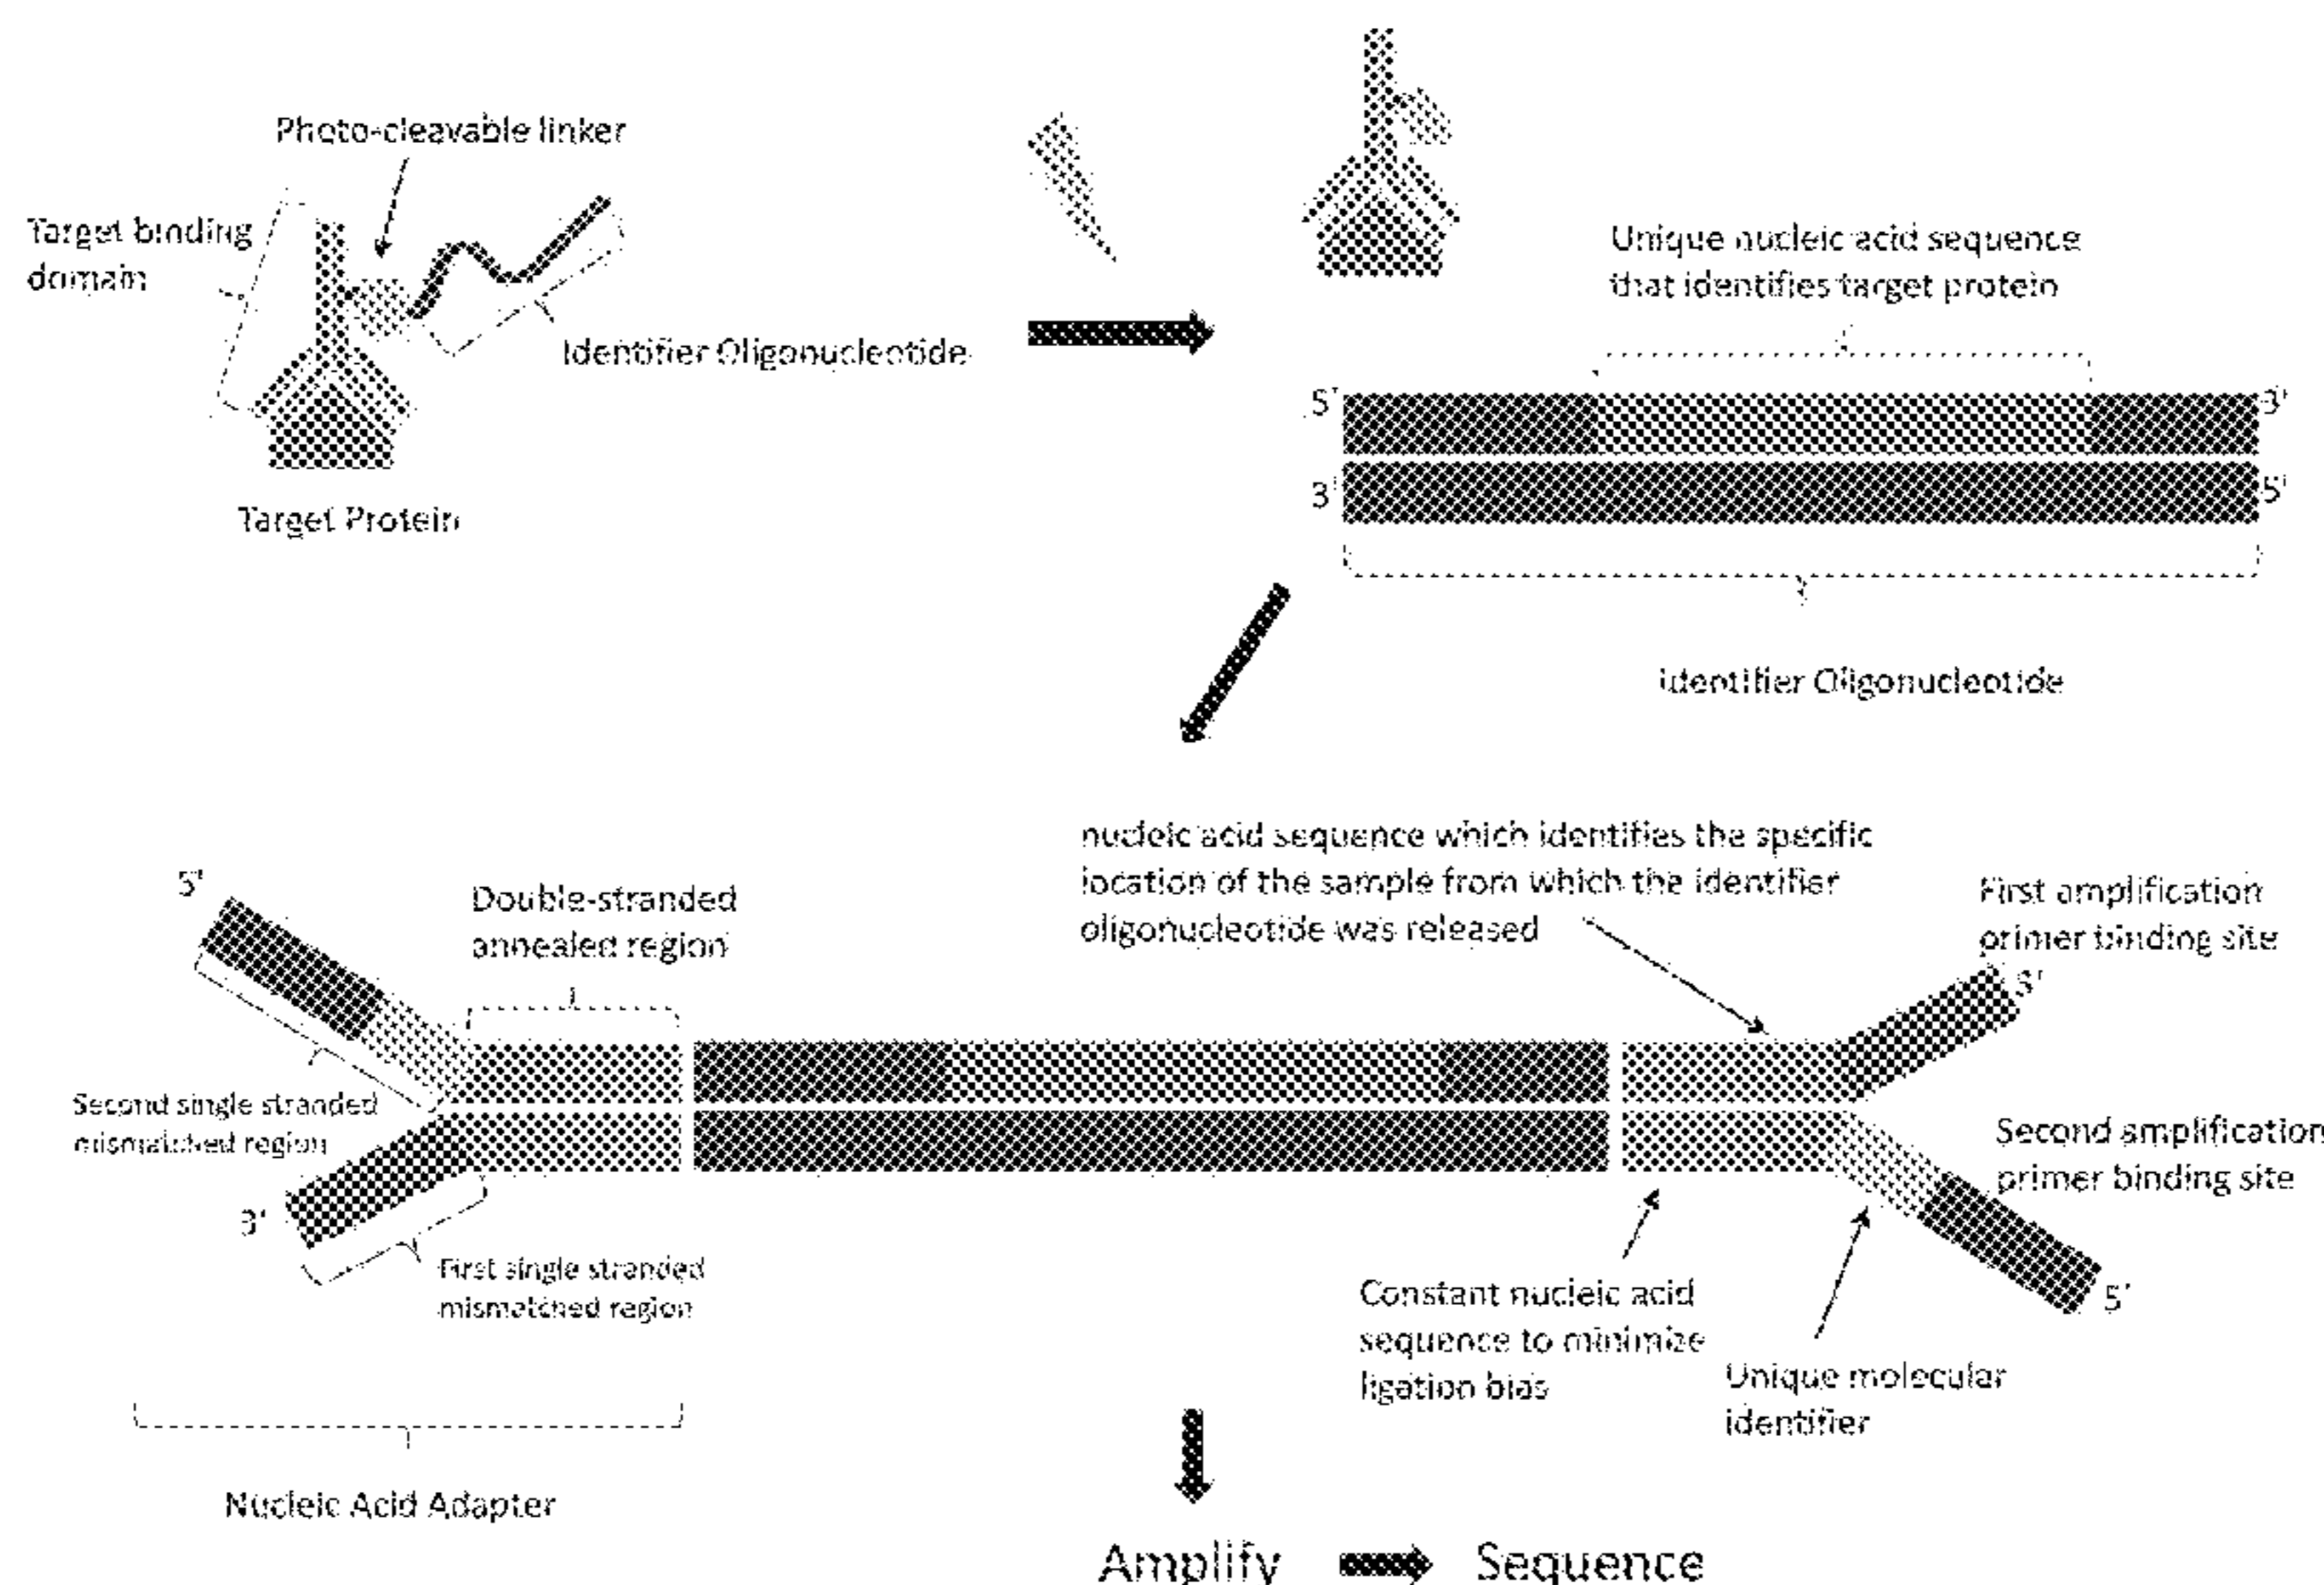 Photo-cleavable linker
Target binding
domain
Identifier Oligonucleotide
Target Protein
Unique nucleic acid sequence
that identifies target protein
5'
3'
3'
5'
identifier Oligonucleotide
nucleic acid sequence which identifies the specific
location of the sample from which the identifier
oligonucleotide was released
First amplification
primer binding site
5'
Double-stranded
annealed region
3'
Second single stranded
mismatched region
Second amplification
primer binding site
3'
First single stranded
mismatched region
Constant nucleic acid
sequence to minimize
ligation bias
5'
Unique molecular
identifier
Nucleic Acid Adapter
Amplify
Sequence